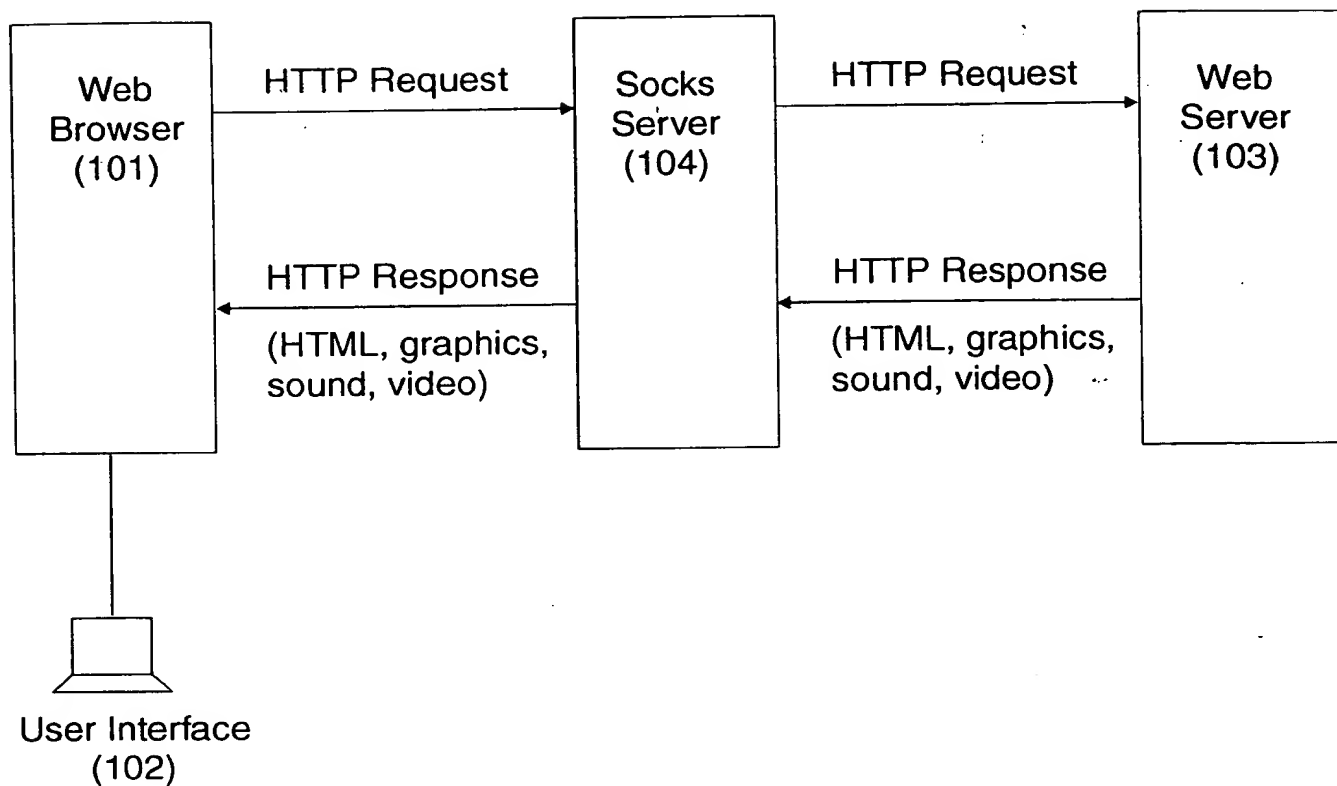 Web
Browser
(101)
HTTP Request
Socks
Server
(104)
HTTP Request
Web
Server
(103)
HTTP Response
(HTML, graphics,
sound, video)
HTTP Response
(HTML, graphics,
sound, video)
User Interface
(102)